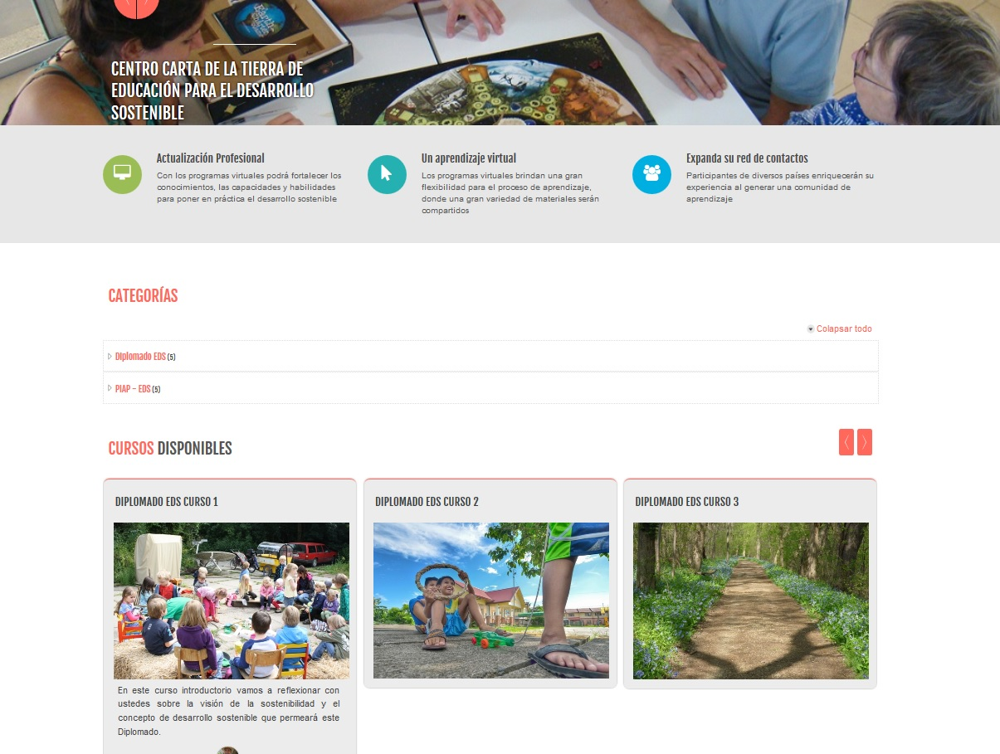 CENTRO CARTA DE LA TIERRA DE
EDUCACIÓN PARA EL DESARROLLO
SOSTENIBLE
Actualización Profesional
Con los programas virtuales podrá fortalecer los
conocimientos, las capacidades y habilidades
para poner en práctica el desarrollo sostenible
Un aprendizaje virtual
Los programas virtuales brindan una gran
flexibilidad para el proceso de aprendizaje,
donde una gran variedad de materiales serán
compartidos
Expanda su red de contactos
Participantes de diversos países enriquecerán su
experiencia al generar una comunidad de
aprendizaje
CATEGORÍAS
Colapsar todo
Diplomado EDS (5)
PIAP - EDS (5)
CURSOS DISPONIBLES
DIPLOMADO EDS CURSO 1
DIPLOMADO EDS CURSO 2
DIPLOMADO EDS CURSO 3
En este curso introductorio vamos a reflexionar con
ustedes sobre la visión de la sostenibilidad y el
concepto de desarrollo sostenible que permeará este
Diplomado.